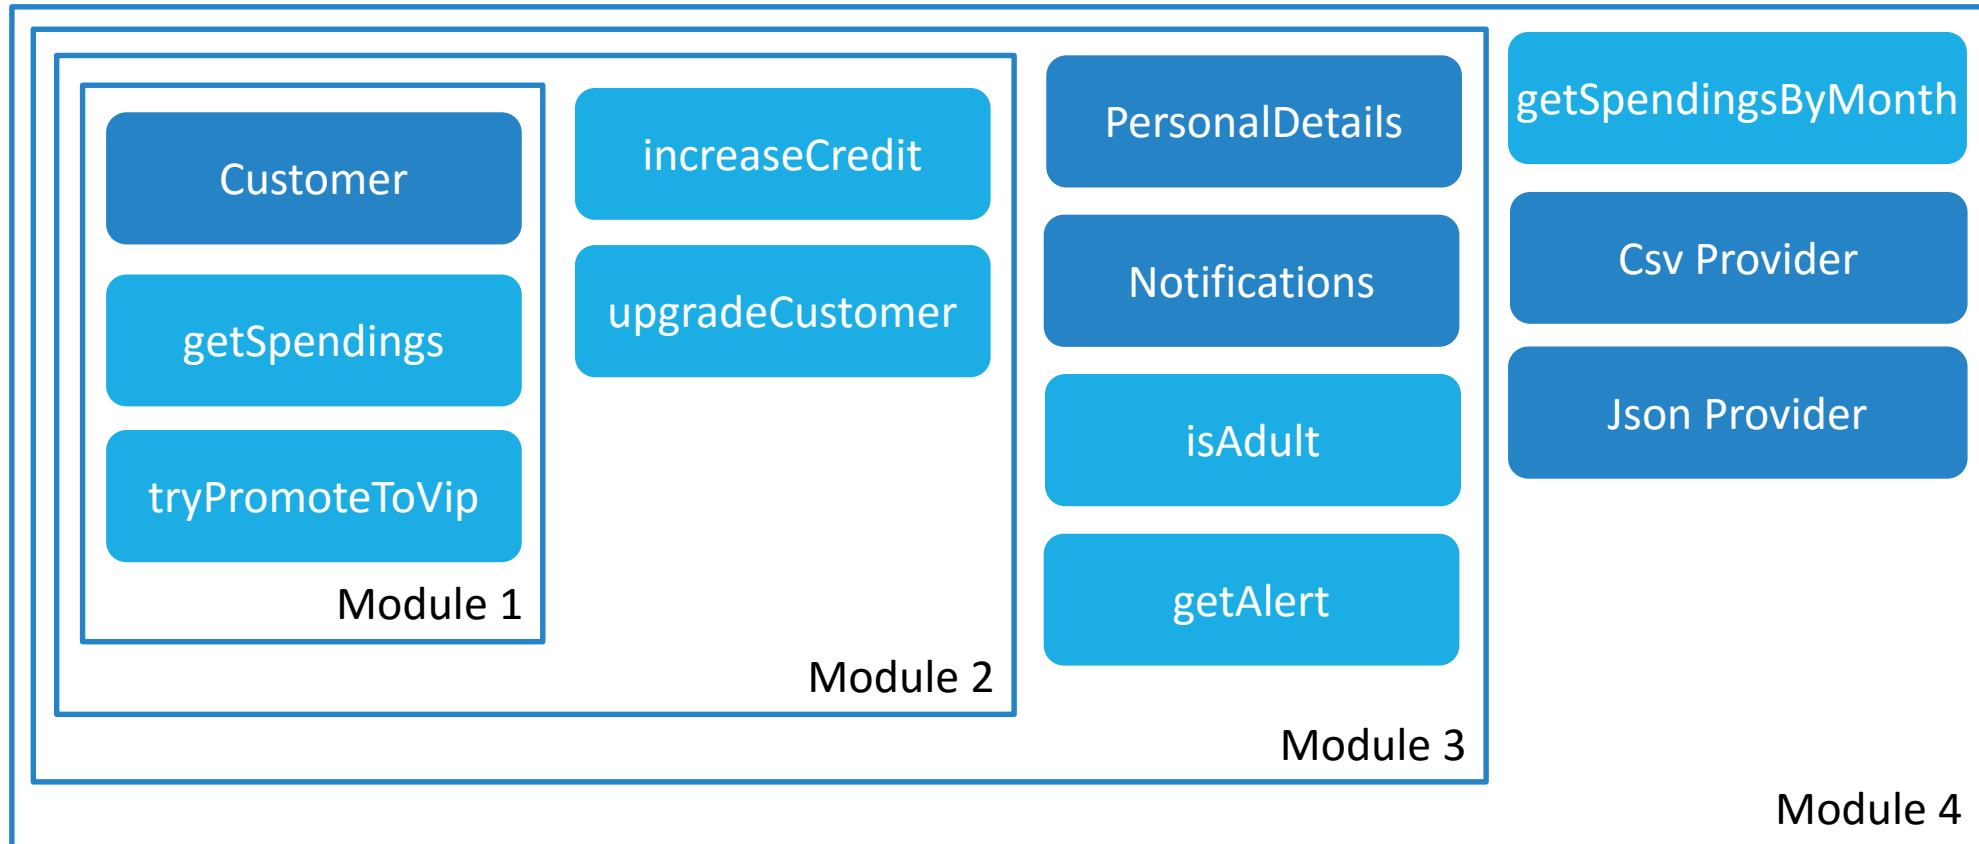 Customer
getSpendings
tryPromoteToVip
Module 1
increaseCredit
upgradeCustomer
Module 2
PersonalDetails
Notifications
isAdult
getAlert
Module 3
getSpendingsByMonth
Csv Provider
Json Provider
Module 4